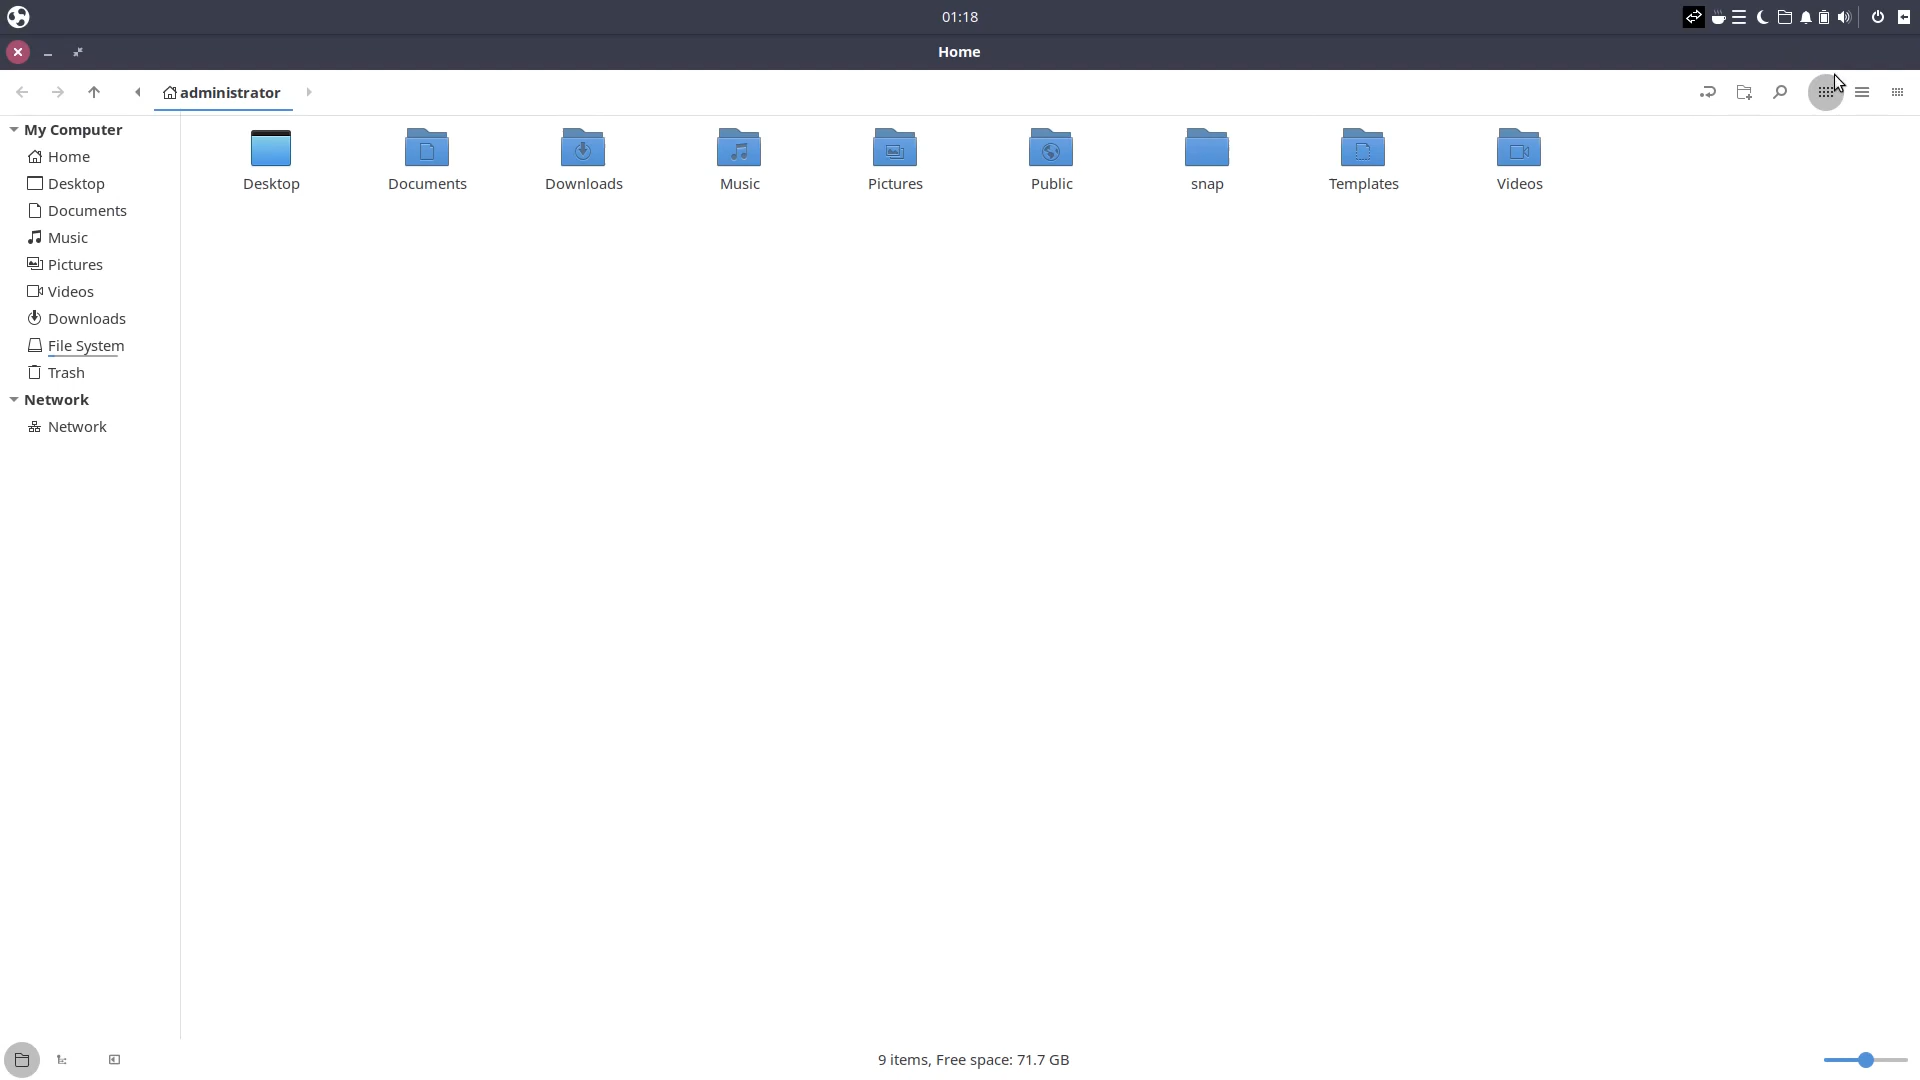 01:18
Home
administrator
My Computer
Home
Desktop
Documents
Music
Pictures
Videos
Downloads
File System
Trash
Network
Network
Desktop
Documents
Downloads
Music
Pictures
Public
snap
Templates
Videos
9 items, Free space: 71.7 GB